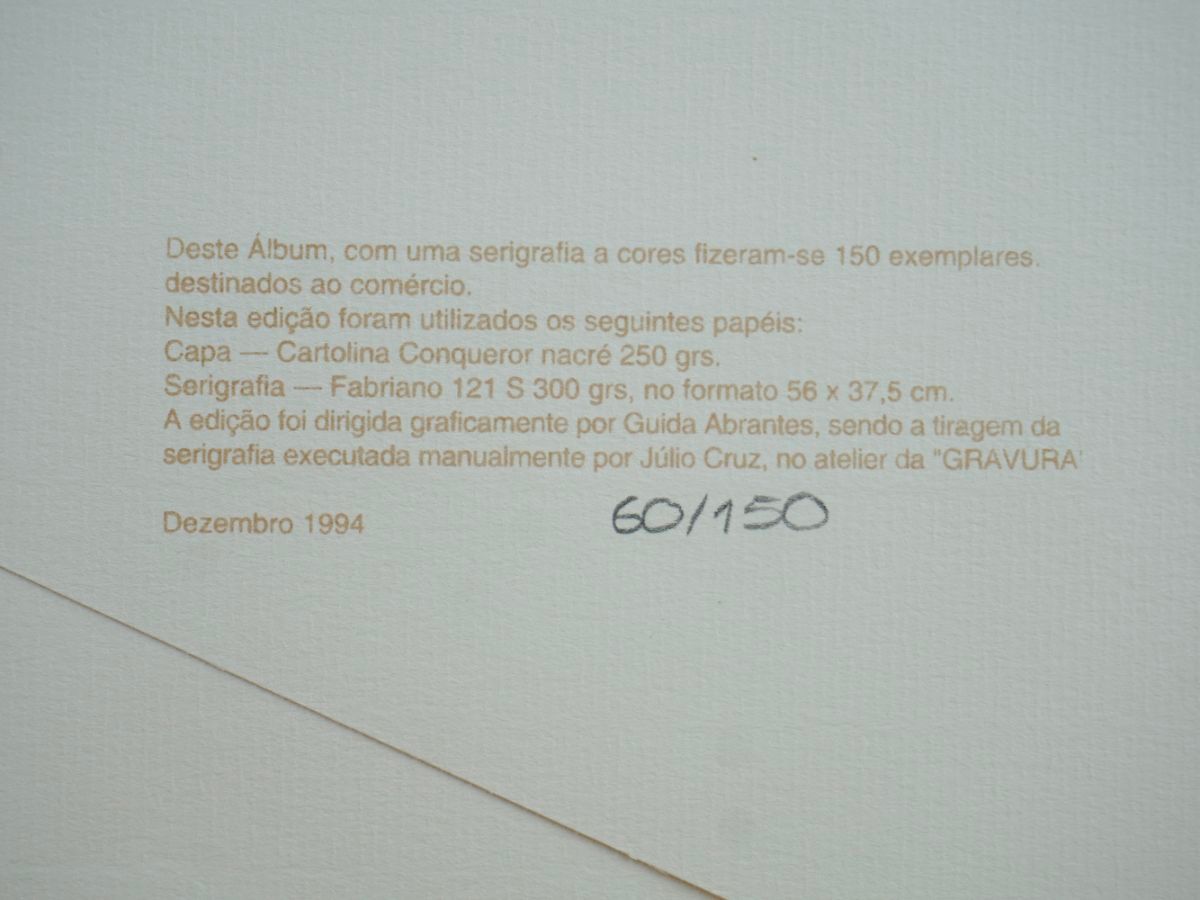 Deste Álbum, com uma serigrafia a cores fizeram-se 150 exemplares.
destinados ao comércio.
Nesta edição foram utilizados os seguintes papéis:
Capa — Cartolina Conqueror nacré 250 grs.
Serigrafia — Fabriano 121 S 300 grs, no formato 56 x 37,5 cm.
A edição foi dirigida graficamente por Guida Abrantes, sendo a tiragem da
serigrafia executada manualmente por Júlio Cruz, no atelier da "GRAVURA'
Dezembro 1994 60/150